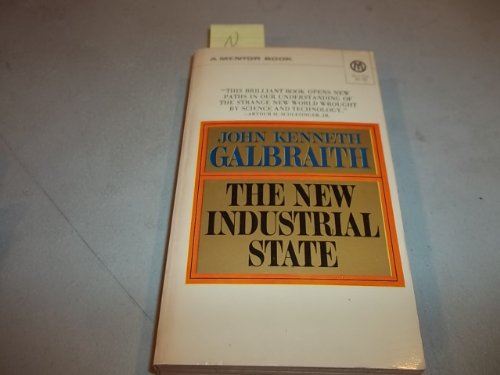 N
A MENTOR BOOK
"THIS BRILLIANT BOOK OPENS NEW
PATHS IN OUR UNDERSTANDING OF
THE STRANGE NEW WORLD WROUGHT
BY SCIENCE AND TECHNOLOGY."
—ARTHUR M. SCHLESINGER, JR.
JOHN KENNETH
GALBRAITH
THE NEW
INDUSTRIAL
STATE